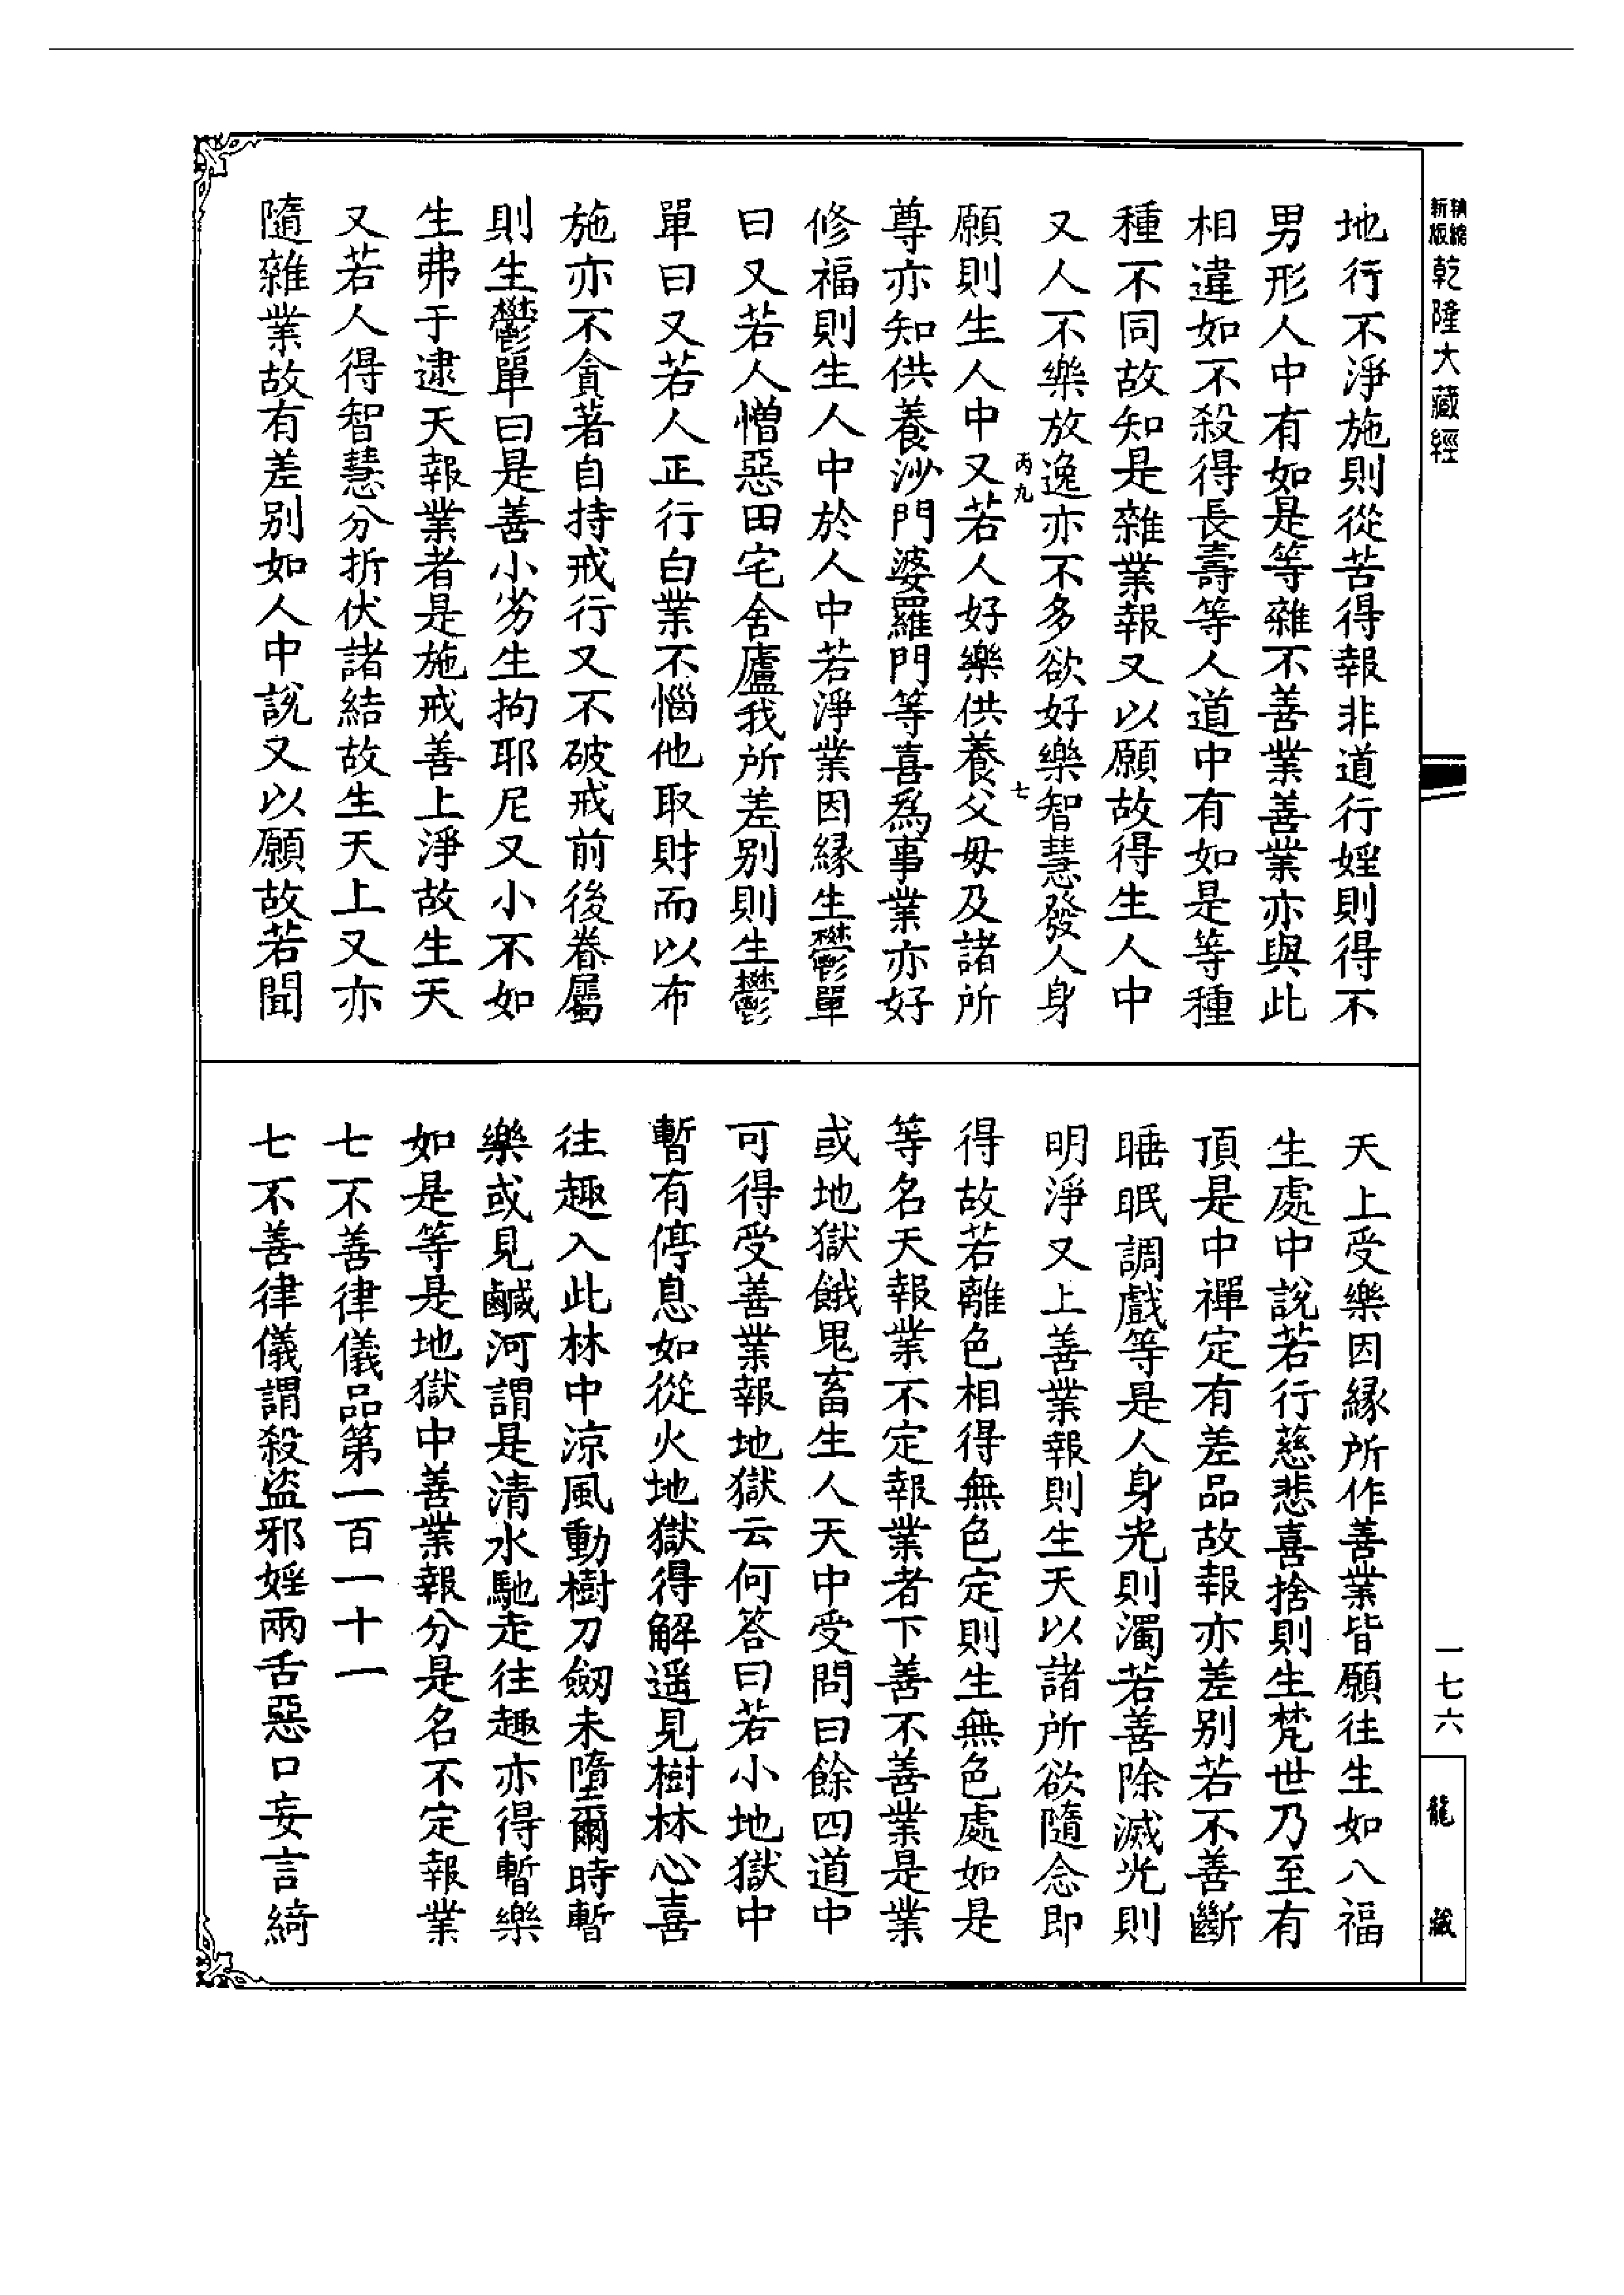 精縮新版乾隆大藏經
地行不淨施則從苦得報非道行婬則得不
男形人中有如是等雜不善業善業亦與此
相違如不殺得長壽等人道中有如是等種
種不同故知是雜業報又以願故得生人中
又人不樂放逸亦不多欲好樂智慧發人身
丙九
七
願則生人中又若人好樂供養父母及諸所
尊亦知供養沙門婆羅門等喜為事業亦好
修福則生人中於人中若淨業因緣生鬱單
曰又若人憎惡田宅舍廬我所差別則生鬱
單曰又若人正行白業不惱他取財而以布
施亦不貪著自持戒行又不破戒前後眷屬
則生鬱單曰是善小劣生拘耶尼又小不如
生弗于逮天報業者是施戒善上淨故生天
又若人得智慧分折伏諸結故生天上又亦
隨雜業故有差別如人中說又以願故若聞
天上受樂因緣所作善業皆願往生如八福
生處中說若行慈悲喜捨則生梵世乃至有
頂是中禪定有差品故報亦差別若不善斷
睡眠調戲等是人身光則濁若善除滅光則
明淨又上善業報則生天以諸所欲隨念即
得故若離色相得無色定則生無色處如是
等名天報業不定報業者下善不善業是業
或地獄餓鬼畜生人天中受問曰餘四道中
可得受善業報地獄云何答曰若小地獄中
暫有停息如從火地獄得解遥見樹林心喜
往趣入此林中涼風動樹刀劒未墮爾時暫
樂或見鹹河謂是清水馳走往趣亦得暫樂
如是等是地獄中善業報分是名不定報業
七不善律儀品第一百一十一
七不善律儀謂殺盜邪婬兩舌惡口妄言綺
一七六
龍藏